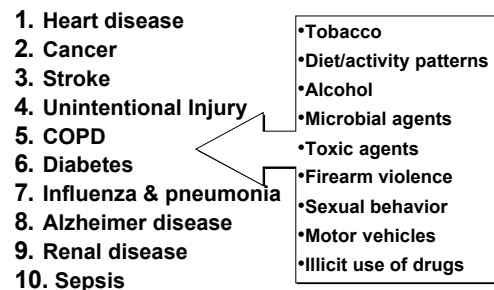 1. Heart disease
2. Cancer
3. Stroke
4. Unintentional Injury
5. COPD
6. Diabetes
7. Influenza & pneumonia
8. Alzheimer disease
9. Renal disease
10. Sepsis
•Tobacco
•Diet/activity patterns
•Alcohol
•Microbial agents
•Toxic agents
•Firearm violence
•Sexual behavior
•Motor vehicles
•Illicit use of drugs